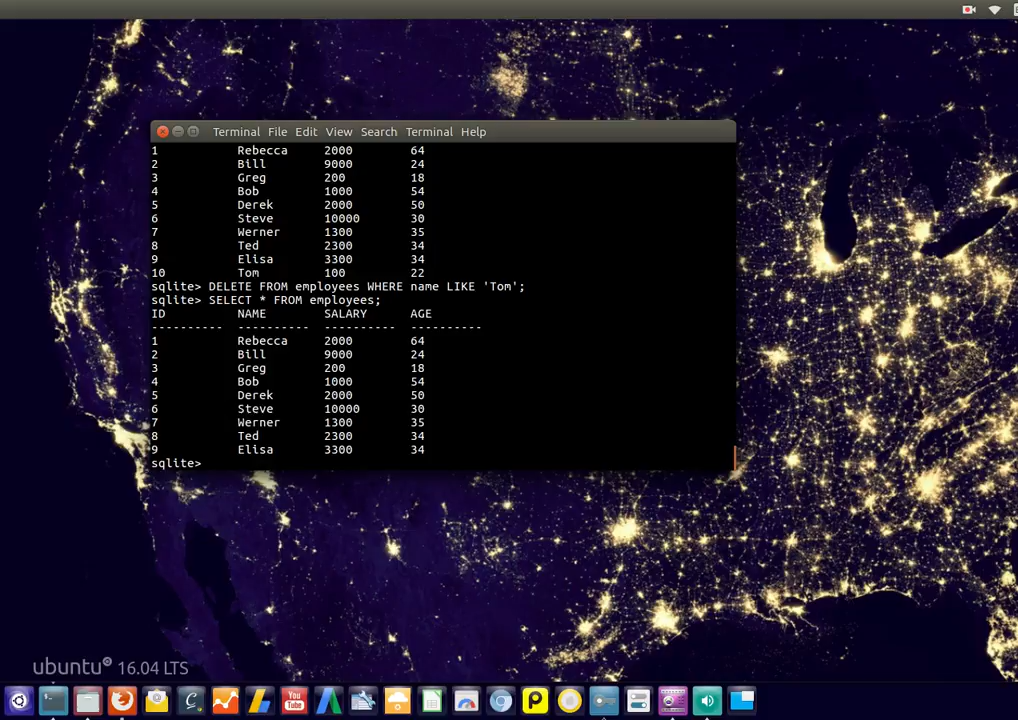 Terminal File Edit View Search Terminal Help
1 Rebecca 2000 64
2 Bill 9000 24
3 Greg 200 18
4 Bob 1000 54
5 Derek 2000 50
6 Steve 10000 30
7 Werner 1300 35
8 Ted 2300 34
9 Elisa 3300 34
10 Tom 100 22
sqlite> DELETE FROM employees WHERE name LIKE 'Tom';
sqlite> SELECT * FROM employees;
ID NAME SALARY AGE
---------- ---------- ---------- ----------
1 Rebecca 2000 64
2 Bill 9000 24
3 Greg 200 18
4 Bob 1000 54
5 Derek 2000 50
6 Steve 10000 30
7 Werner 1300 35
8 Ted 2300 34
9 Elisa 3300 34
sqlite>
ubuntu® 16.04 LTS
You
Tube